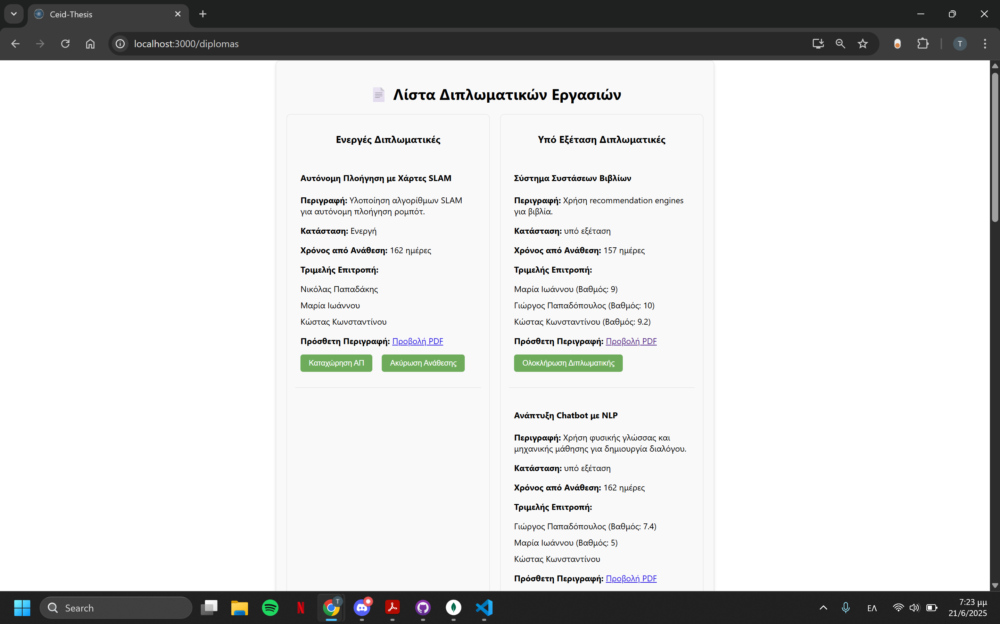 Ceid-Thesis
localhost:3000/diplomas
T
Λίστα Διπλωματικών Εργασιών
Ενεργές Διπλωματικές
Αυτόνομη Πλοήγηση με Χάρτες SLAM
Περιγραφή: Υλοποίηση αλγορίθμων SLAM
για αυτόνομη πλοήγηση ρομπότ.
Κατάσταση: Ενεργή
Χρόνος από Ανάθεση: 162 ημέρες
Τριμελής Επιτροπή:
Νικόλας Παπαδάκης
Μαρία Ιωάννου
Κώστας Κωνσταντίνου
Πρόσθετη Περιγραφή: Προβολή PDF
Καταχώρηση ΑΠ
Ακύρωση Ανάθεσης
Υπό Εξέταση Διπλωματικές
Σύστημα Συστάσεων Βιβλίων
Περιγραφή: Χρήση recommendation engines
για βιβλία.
Κατάσταση: υπό εξέταση
Χρόνος από Ανάθεση: 157 ημέρες
Τριμελής Επιτροπή:
Μαρία Ιωάννου (Βαθμός: 9)
Γιώργος Παπαδόπουλος (Βαθμός: 10)
Κώστας Κωνσταντίνου (Βαθμός: 9.2)
Πρόσθετη Περιγραφή: Προβολή PDF
Ολοκλήρωση Διπλωματικής
Ανάπτυξη Chatbot με NLP
Περιγραφή: Χρήση φυσικής γλώσσας και
μηχανικής μάθησης για δημιουργία διαλόγου.
Κατάσταση: υπό εξέταση
Χρόνος από Ανάθεση: 162 ημέρες
Τριμελής Επιτροπή:
Γιώργος Παπαδόπουλος (Βαθμός: 7.4)
Μαρία Ιωάννου (Βαθμός: 5)
Κώστας Κωνσταντίνου
Πρόσθετη Περιγραφή: Προβολή PDF
Search
T
ΕΛ
7:23 μμ
21/6/2025